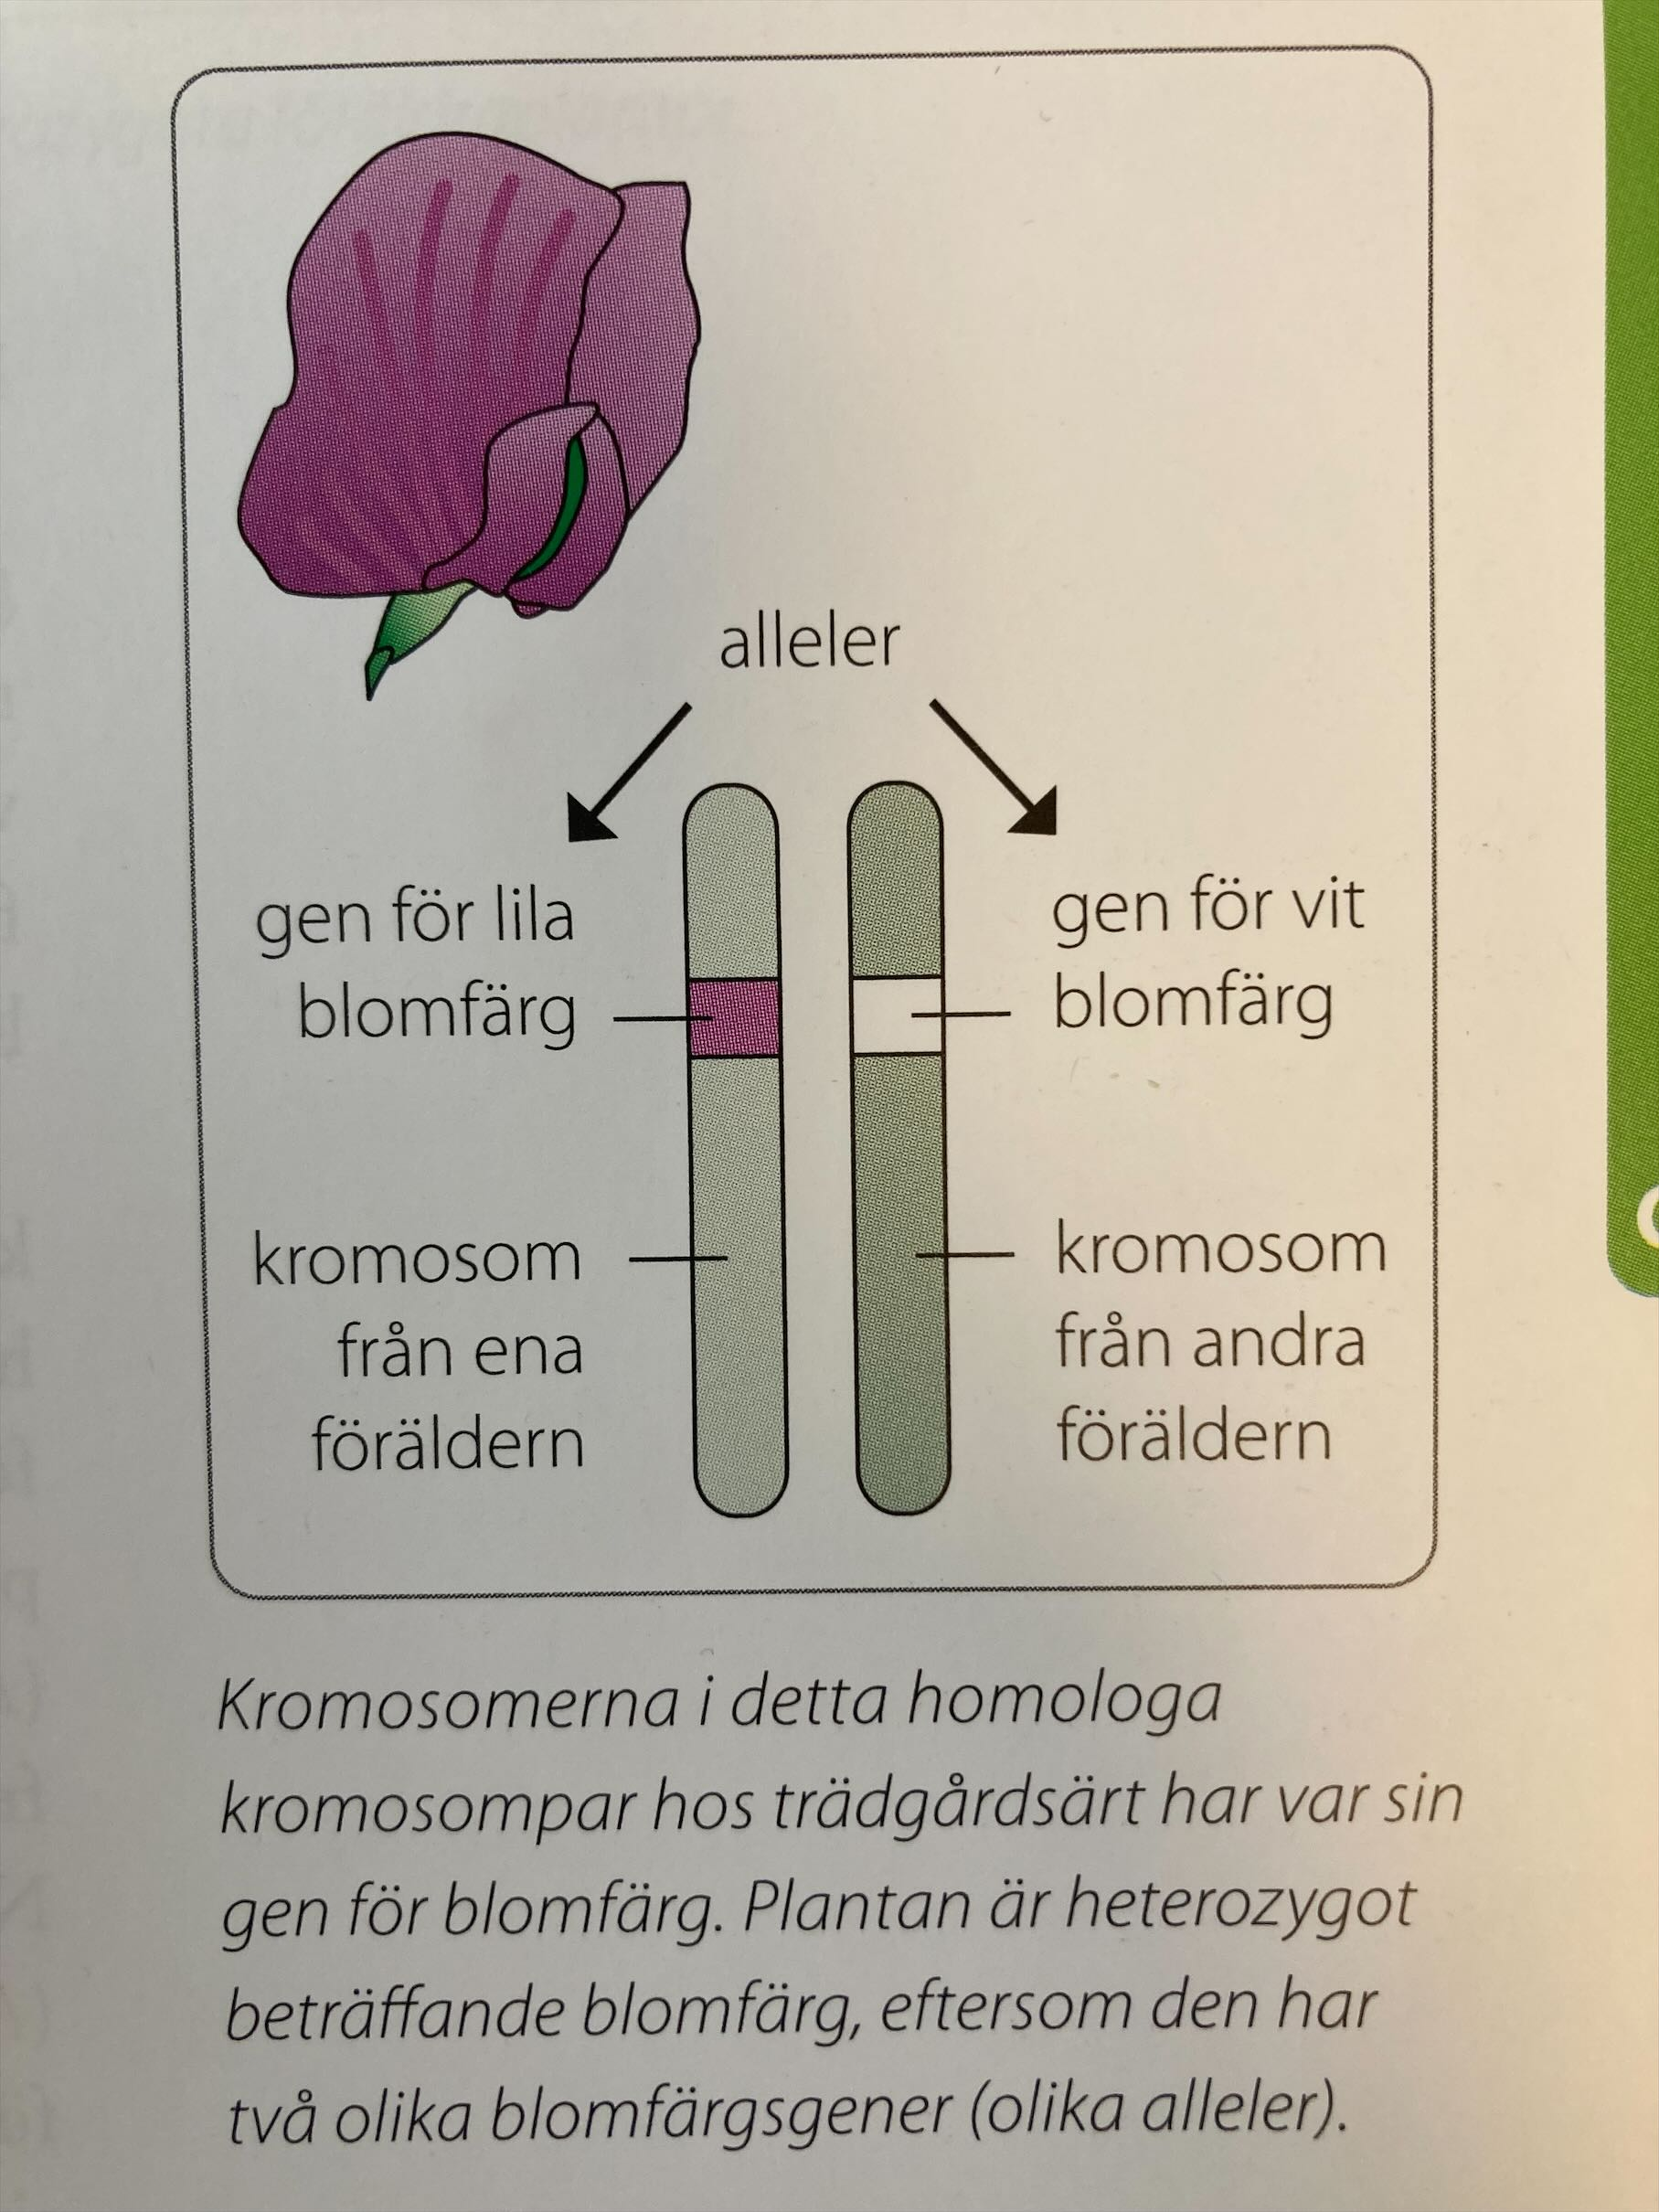 alleler
gen för lila
blomfärg
gen för vit
blomfärg
kromosom
från ena
föräldern
kromosom
från andra
föräldern
Kromosomerna i detta homologa
kromosompar hos trädgårdsärt har var sin
gen för blomfärg. Plantan är heterozygot
beträffande blomfärg, eftersom den har
två olika blomfärgsgener (olika alleler).